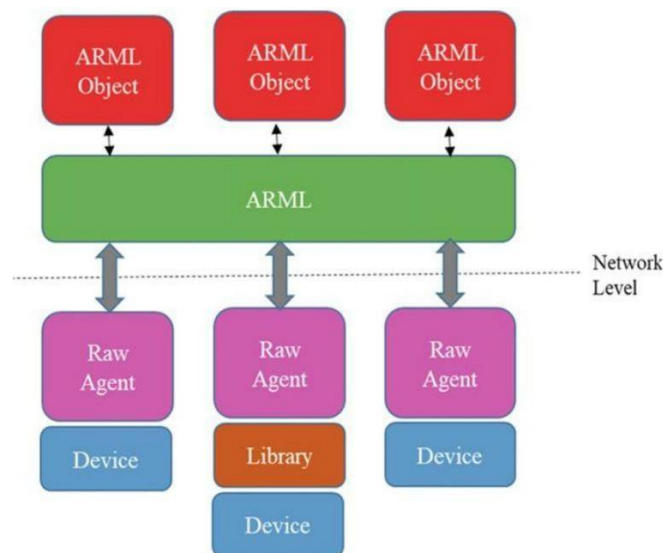 ARML
Object
ARML
Object
ARML
Object
ARML
Network
Level
Raw
Agent
Raw
Agent
Raw
Agent
Device
Library
Device
Device